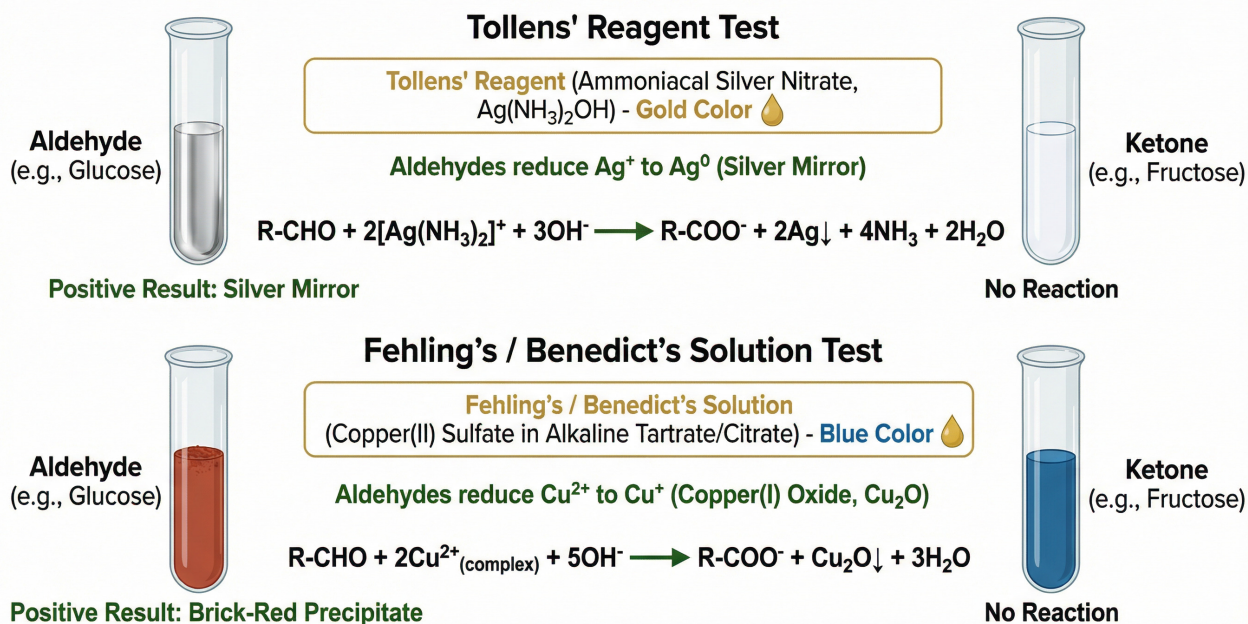 Tollens' Reagent Test
Tollens' Reagent (Ammoniacal Silver Nitrate,
Ag(NH₃)₂OH) - Gold Color
Aldehyde
(e.g., Glucose)
Aldehydes reduce Ag⁺ to Ag⁰ (Silver Mirror)
Ketone
(e.g., Fructose)
R-CHO + 2[Ag(NH₃)₂]⁺ + 3OH⁻ → R-COO⁻ + 2Ag↓ + 4NH₃ + 2H₂O
Positive Result: Silver Mirror
No Reaction
Fehling's / Benedict's Solution Test
Fehling's / Benedict's Solution
(Copper(II) Sulfate in Alkaline Tartrate/Citrate) - Blue Color
Aldehyde
(e.g., Glucose)
Aldehydes reduce Cu²⁺ to Cu⁺ (Copper(I) Oxide, Cu₂O)
Ketone
(e.g., Fructose)
R-CHO + 2Cu²⁺(complex) + 5OH⁻ → R-COO⁻ + Cu₂O↓ + 3H₂O
Positive Result: Brick-Red Precipitate
No Reaction